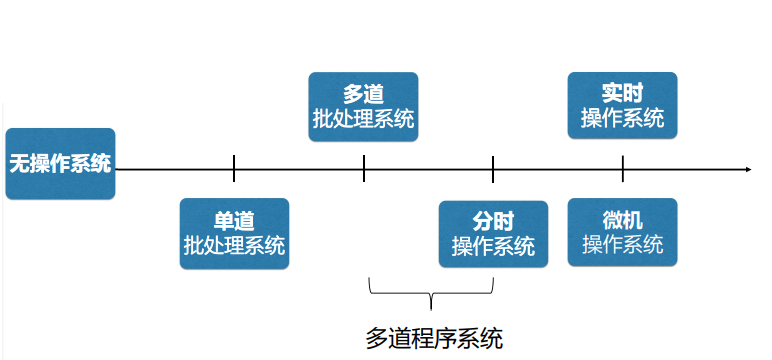 多道
批处理系统
实时
操作系统
无操作系统
单道
批处理系统
分时
操作系统
微机
操作系统
多道程序系统